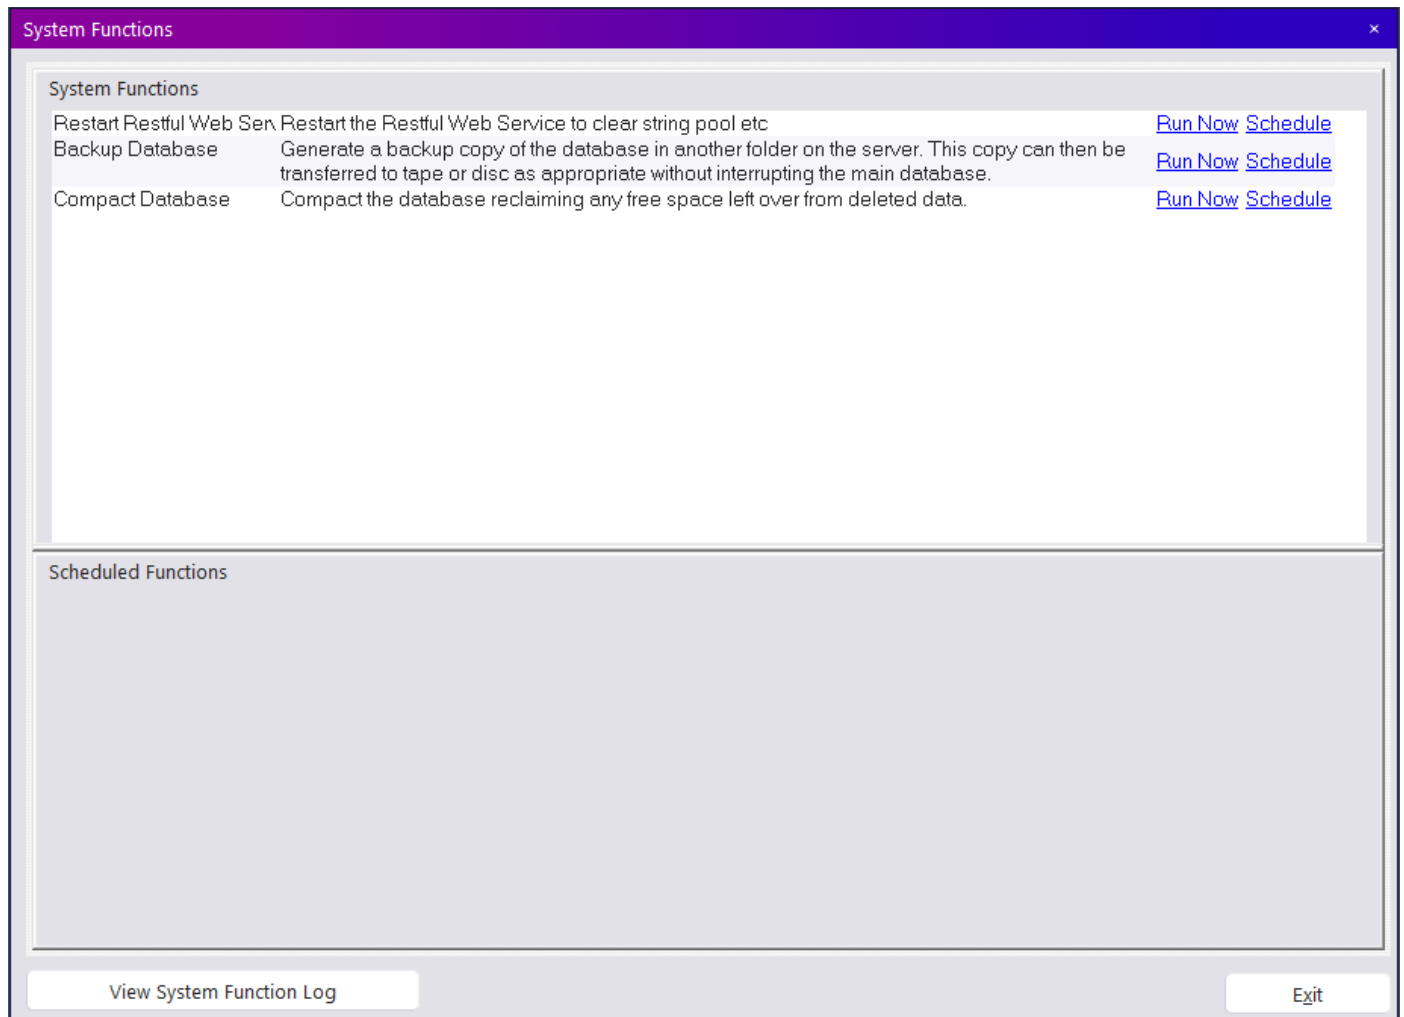 System Functions
×
System Functions
Restart Restful Web Serv Restart the Restful Web Service to clear string pool etc Run Now Schedule
Backup Database Generate a backup copy of the database in another folder on the server. This copy can then be
transferred to tape or disc as appropriate without interrupting the main database. Run Now Schedule
Compact Database Compact the database reclaiming any free space left over from deleted data. Run Now Schedule
Scheduled Functions
View System Function Log
Exit